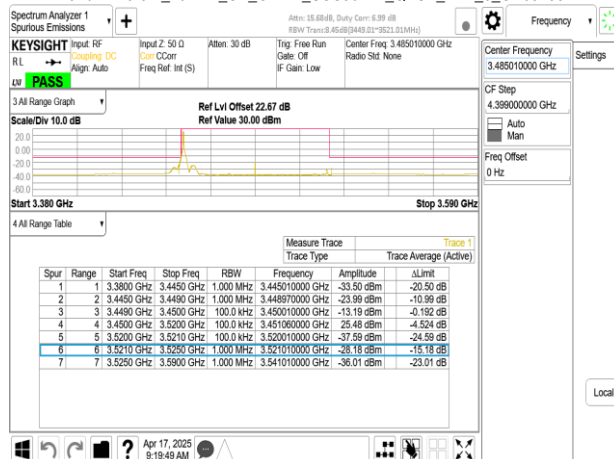 Spectrum Analyzer 1
Spurious Emissions
Attn: 15.68dB, Duty Corr: 6.99 dB
RBW Trans:8.45dB(3449.01~3521.01MHz)
Frequency
KEYSIGHT
RL
PASS
Input: RF
Coupling: DC
Align: Auto
Input Z: 50 Ω
Corr CCorr
Freq Ref: Int (S)
Atten: 30 dB
Trig: Free Run
Gate: Off
IF Gain: Low
Center Freq: 3.485010000 GHz
Radio Std: None
Center Frequency
3.485010000 GHz
Settings
CF Step
4.399000000 GHz
Auto
Man
Freq Offset
0 Hz
3 All Range Graph
Scale/Div 10.0 dB
Ref Lvl Offset 22.67 dB
Ref Value 30.00 dBm
20.0
0.00
-20.0
-40.0
-60.0
Start 3.380 GHz
Stop 3.590 GHz
4 All Range Table
Measure Trace Trace 1
Trace Type Trace Average (Active)
Spur Range Start Freq Stop Freq RBW Frequency Amplitude ΔLimit
1 1 3.3800 GHz 3.4450 GHz 1.000 MHz 3.445010000 GHz -33.50 dBm -20.50 dB
2 2 3.4450 GHz 3.4490 GHz 1.000 MHz 3.448970000 GHz -23.99 dBm -10.99 dB
3 3 3.4490 GHz 3.4500 GHz 100.0 kHz 3.450010000 GHz -13.19 dBm -0.192 dB
4 4 3.4500 GHz 3.5200 GHz 100.0 kHz 3.451060000 GHz 25.48 dBm -4.524 dB
5 5 3.5200 GHz 3.5210 GHz 100.0 kHz 3.520010000 GHz -37.59 dBm -24.59 dB
6 6 3.5210 GHz 3.5250 GHz 1.000 MHz 3.521010000 GHz -28.18 dBm -15.18 dB
7 7 3.5250 GHz 3.5900 GHz 1.000 MHz 3.541010000 GHz -36.01 dBm -23.01 dB
Local
Apr 17, 2025
9:19:49 AM